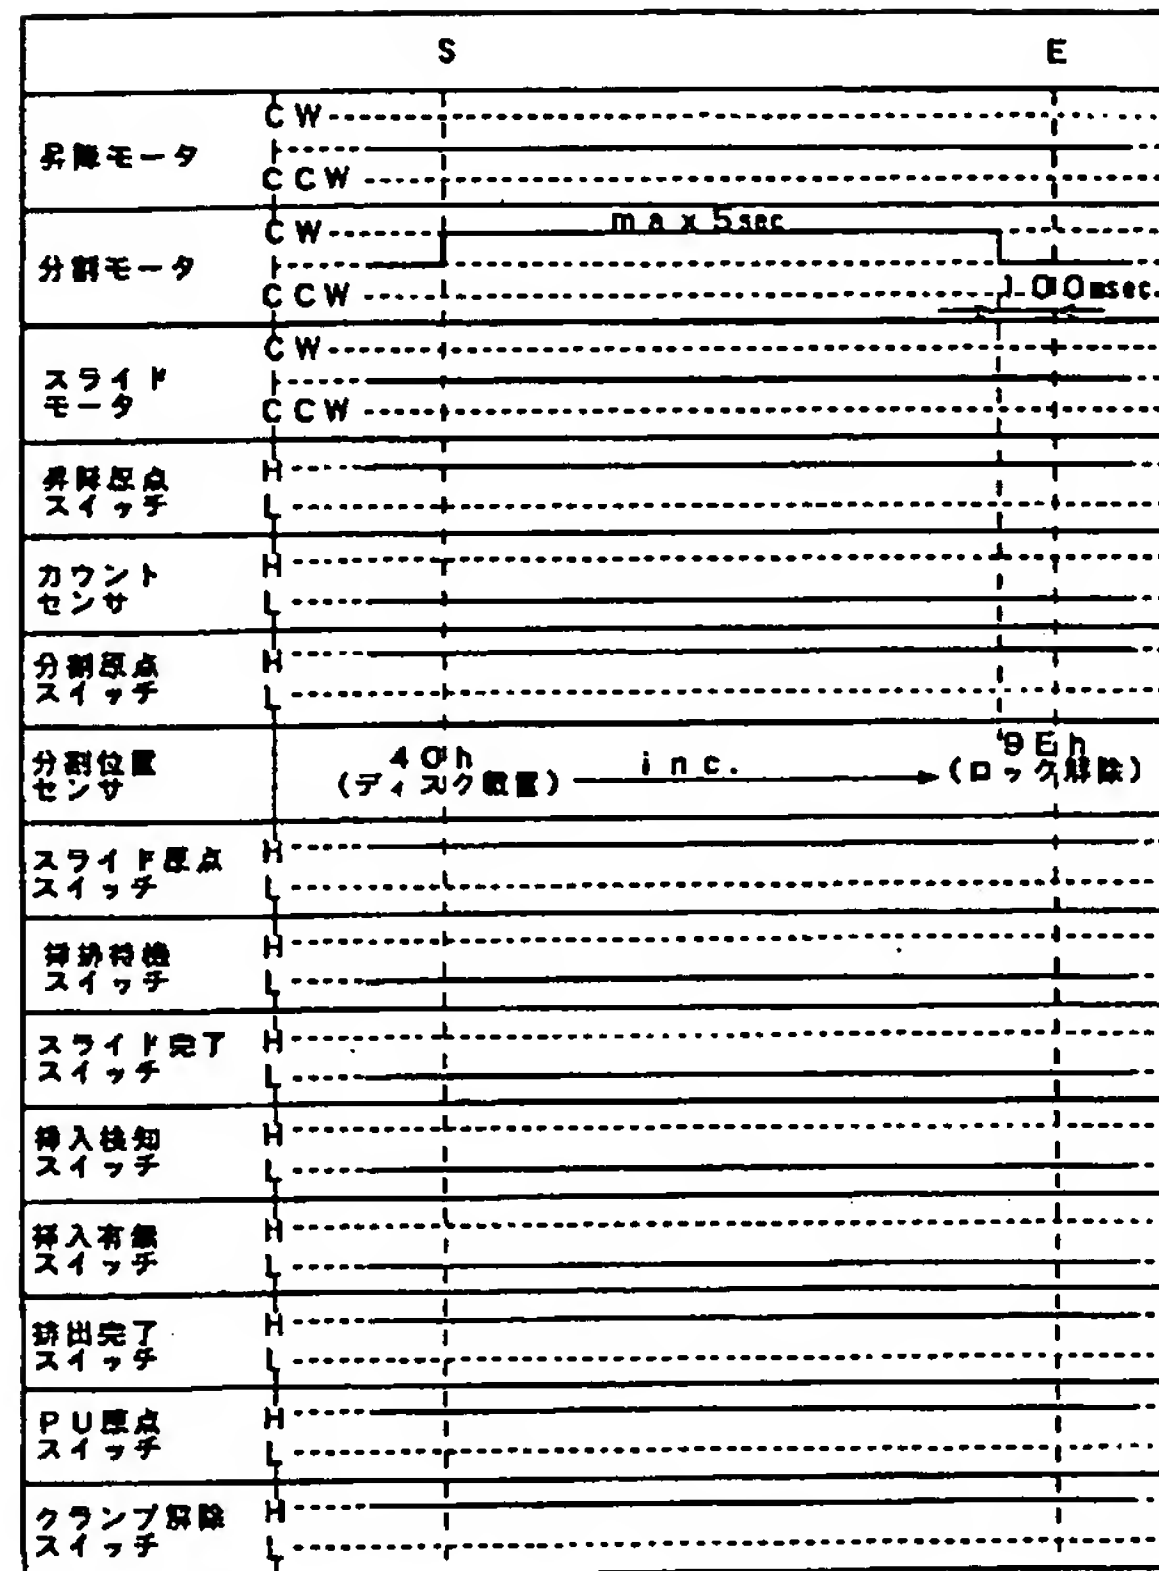 S E
昇降モータ CW
CCW
分割モータ CW max 5sec
CCW 100msec.
スライド
モータ
CW
CCW
昇降原点
スイッチ
H
L
カウント
センサ
H
L
分割原点
スイッチ
H
L
分割位置
センサ
40h inc. 9Eh
(ディスク載置) (ロック解除)
スライド原点
スイッチ
H
L
挿排待機
スイッチ
H
L
スライド完了
スイッチ
H
L
挿入検知
スイッチ
H
L
挿入有無
スイッチ
H
L
排出完了
スイッチ
H
L
PU原点
スイッチ
H
L
クランプ解除
スイッチ
H
L